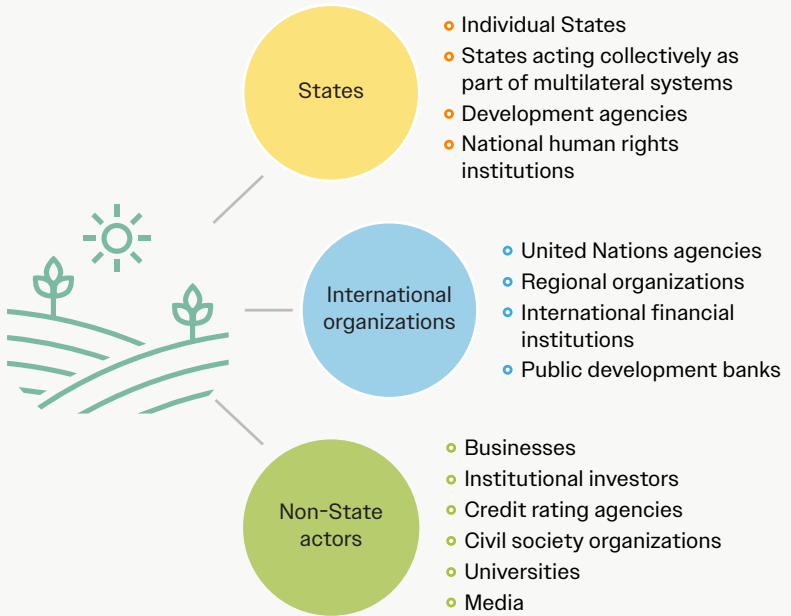 States
Individual States
States acting collectively as
part of multilateral systems
Development agencies
National human rights
institutions
International
organizations
United Nations agencies
Regional organizations
International financial
institutions
Public development banks
Non-State
actors
Businesses
Institutional investors
Credit rating agencies
Civil society organizations
Universities
Media